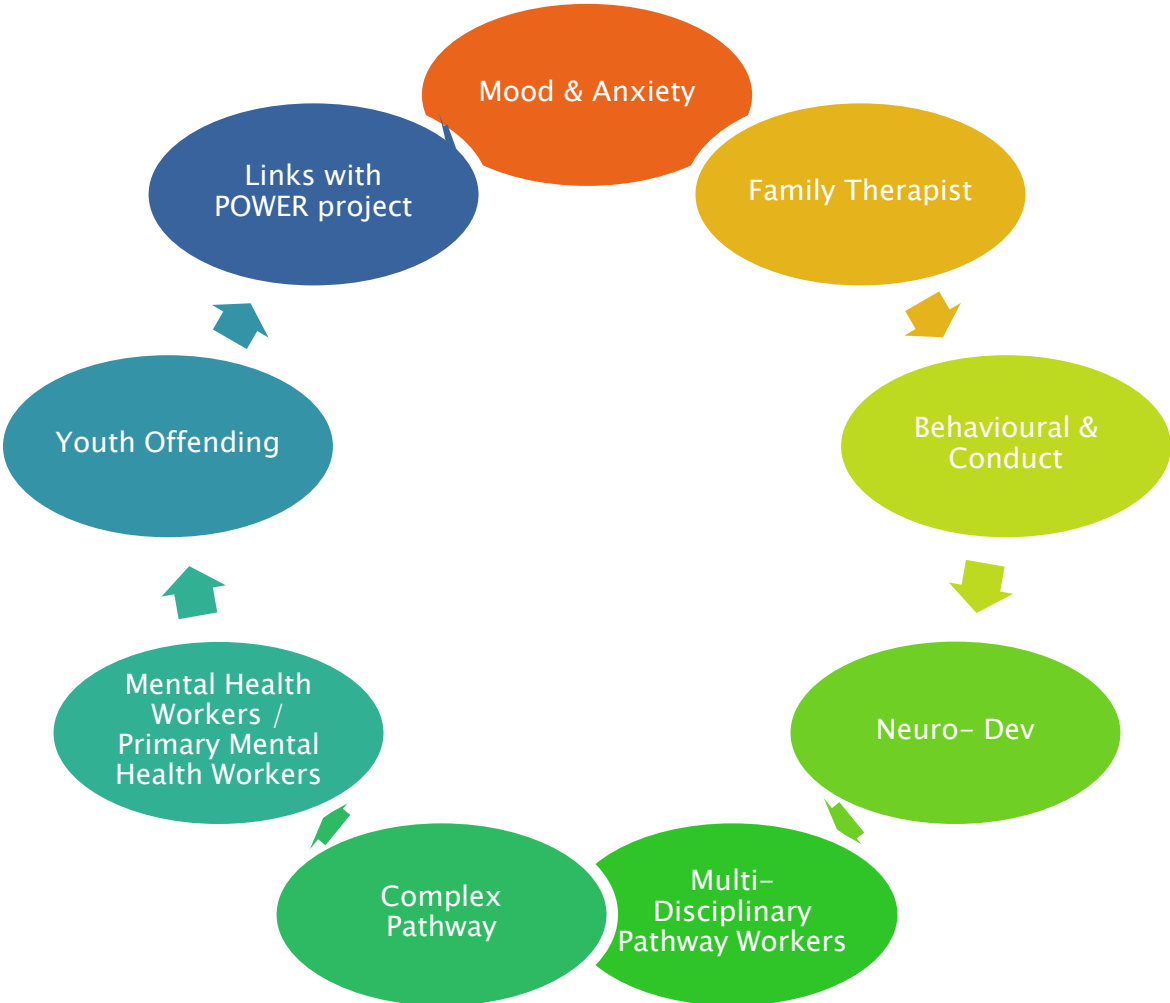 Mood & Anxiety
Family Therapist
Behavioural &
Conduct
Neuro- Dev
Multi-
Disciplinary
Pathway Workers
Complex
Pathway
Mental Health
Workers /
Primary Mental
Health Workers
Youth Offending
Links with
POWER project